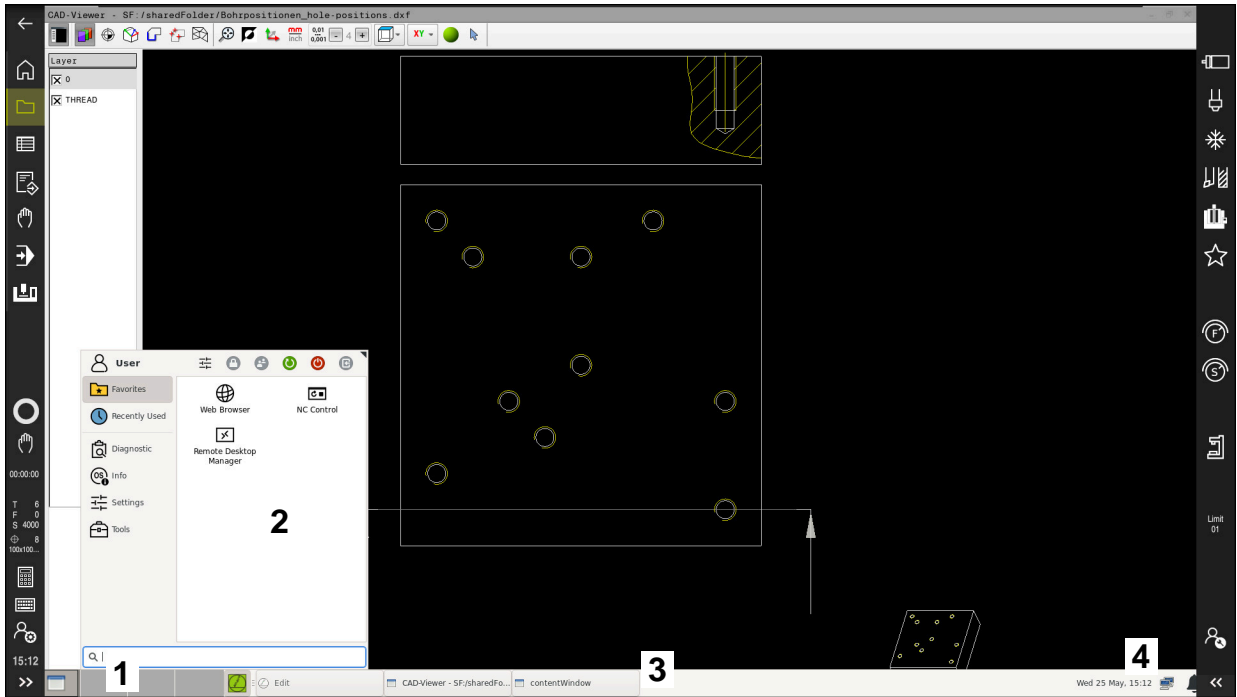 CAD-Viewer - SF:/sharedFolder/Bohrpositionen_hole-positions.dxf
mm
inch
0,01
0,001
4
XY
Layer
0
THREAD
F
S
User
Favorites
Recently Used
Diagnostic
OS
Info
Settings
Tools
Web Browser
NC Control
Remote Desktop
Manager
2
00:00:00
T 6
F 0
S 4000
8
100x100...
Limit
01
15:12
1
3
4
Edit
CAD-Viewer - SF:/sharedFo...
contentWindow
Wed 25 May, 15:12